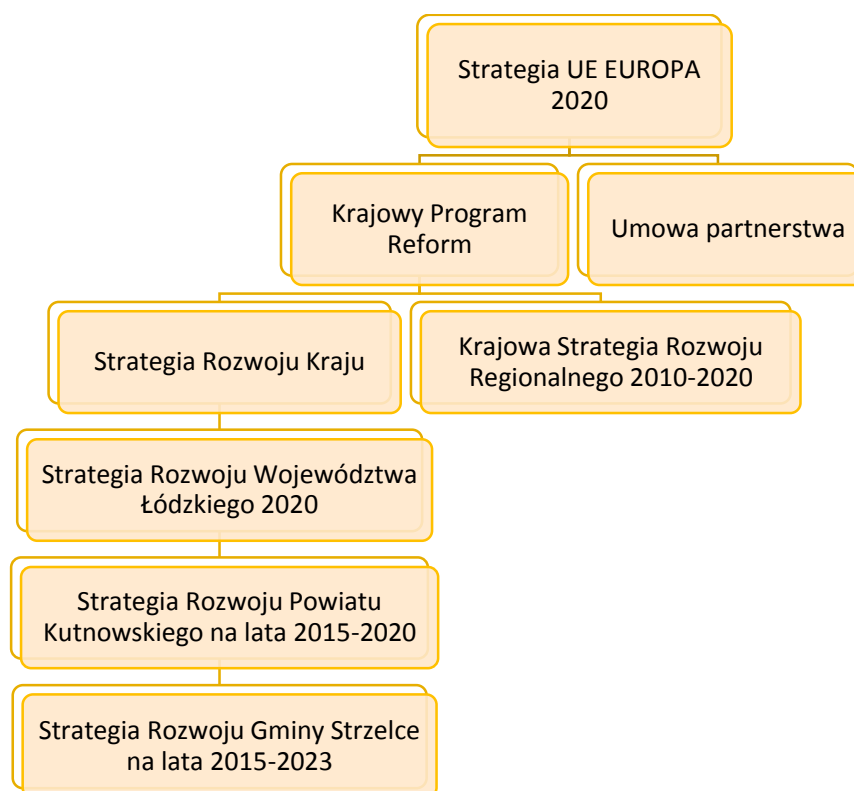 Strategia UE EUROPA
2020
Krajowy Program
Reform
Umowa partnerstwa
Strategia Rozwoju Kraju
Krajowa Strategia Rozwoju
Regionalnego 2010-2020
Strategia Rozwoju Województwa
Łódzkiego 2020
Strategia Rozwoju Powiatu
Kutnowskiego na lata 2015-2020
Strategia Rozwoju Gminy Strzelce
na lata 2015-2023